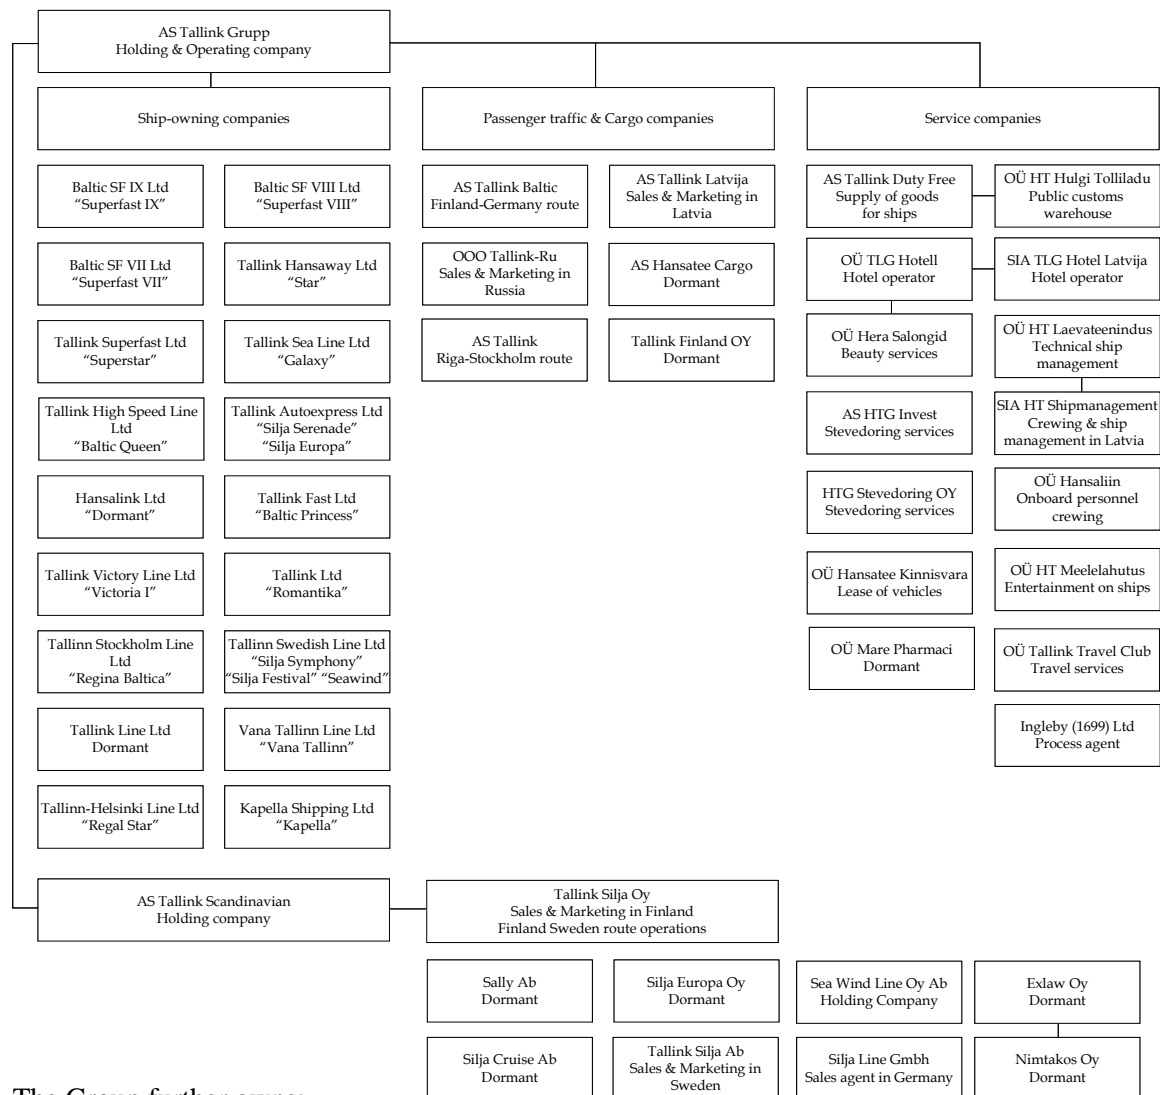 AS Tallink Grupp
Holding & Operating company
Ship-owning companies
Passenger traffic & Cargo companies
Service companies
Baltic SF IX Ltd
“Superfast IX”
Baltic SF VIII Ltd
“Superfast VIII”
AS Tallink Baltic
Finland-Germany route
AS Tallink Latvija
Sales & Marketing in
Latvia
AS Tallink Duty Free
Supply of goods
for ships
OÜ HT Hulgi Tolliladu
Public customs
warehouse
Baltic SF VII Ltd
“Superfast VII”
Tallink Hansaway Ltd
“Star”
OOO Tallink-Ru
Sales & Marketing in
Russia
AS Hansatee Cargo
Dormant
OÜ TLG Hotell
Hotel operator
SIA TLG Hotel Latvija
Hotel operator
Tallink Superfast Ltd
“Superstar”
Tallink Sea Line Ltd
“Galaxy”
AS Tallink
Riga-Stockholm route
Tallink Finland OY
Dormant
OÜ Hera Salongid
Beauty services
OÜ HT Laevateenindus
Technical ship
management
Tallink High Speed Line
Ltd
“Baltic Queen”
Tallink Autoexpress Ltd
“Silja Serenade”
“Silja Europa”
AS HTG Invest
Stevedoring services
SIA HT Shipmanagement
Crewing & ship
management in Latvia
Hansalink Ltd
“Dormant”
Tallink Fast Ltd
“Baltic Princess”
HTG Stevedoring OY
Stevedoring services
OÜ Hansaliin
Onboard personnel
crewing
Tallink Victory Line Ltd
“Victoria I”
Tallink Ltd
“Romantika”
OÜ Hansatee Kinnisvara
Lease of vehicles
OÜ HT Meelelahutus
Entertainment on ships
Tallinn Stockholm Line
Ltd
“Regina Baltica”
Tallinn Swedish Line Ltd
“Silja Symphony”
“Silja Festival” “Seawind”
OÜ Mare Pharmaci
Dormant
OÜ Tallink Travel Club
Travel services
Tallink Line Ltd
Dormant
Vana Tallinn Line Ltd
“Vana Tallinn”
Ingleby (1699) Ltd
Process agent
Tallinn-Helsinki Line Ltd
“Regal Star”
Kapella Shipping Ltd
“Kapella”
AS Tallink Scandinavian
Holding company
Tallink Silja Oy
Sales & Marketing in Finland
Finland Sweden route operations
Sally Ab
Dormant
Silja Europa Oy
Dormant
Sea Wind Line Oy Ab
Holding Company
Exlaw Oy
Dormant
Silja Cruise Ab
Dormant
Tallink Silja Ab
Sales & Marketing in
Sweden
Silja Line Gmbh
Sales agent in Germany
Nimtakos Oy
Dormant
The Group further owns: